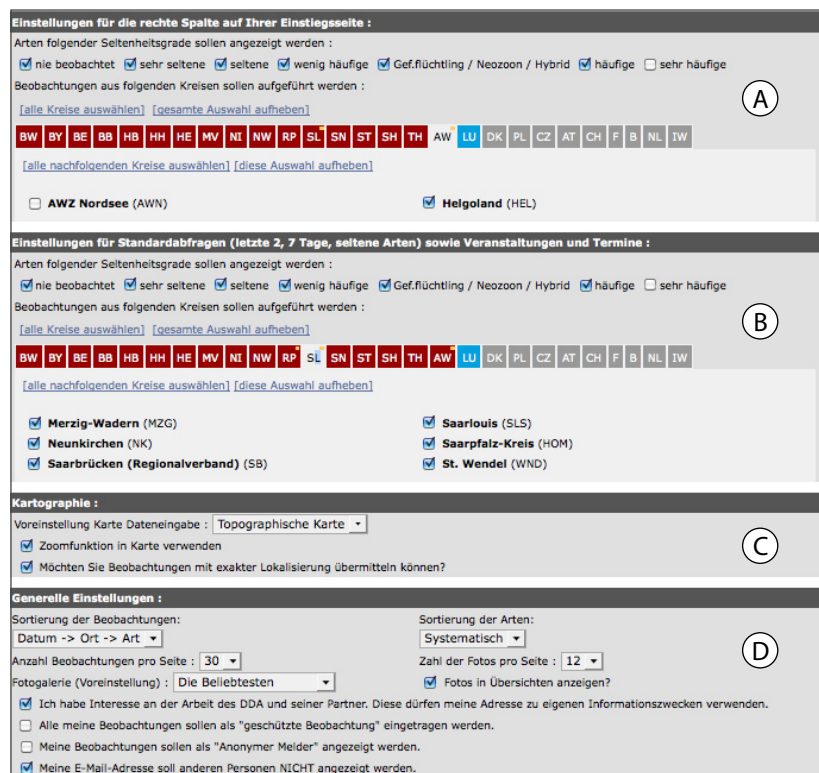 Einstellungen für die rechte Spalte auf Ihrer Einstiegsseite :
Arten folgender Seltenheitsgrade sollen angezeigt werden :
nie beobachtet sehr seltene seltene wenig häufige Gef.flüchtling / Neozoon / Hybrid häufige sehr häufige
Beobachtungen aus folgenden Kreisen sollen aufgeführt werden :
A
[alle Kreise auswählen] [gesamte Auswahl aufheben]
BW BY BE BB HB HH HE MV NI NW RP SL SN ST SH TH AW LU DK PL CZ AT CH F B NL IW
[alle nachfolgenden Kreise auswählen] [diese Auswahl aufheben]
AWZ Nordsee (AWN) Helgoland (HEL)
Einstellungen für Standardabfragen (letzte 2, 7 Tage, seltene Arten) sowie Veranstaltungen und Termine :
Arten folgender Seltenheitsgrade sollen angezeigt werden :
nie beobachtet sehr seltene seltene wenig häufige Gef.flüchtling / Neozoon / Hybrid häufige sehr häufige
Beobachtungen aus folgenden Kreisen sollen aufgeführt werden :
B
[alle Kreise auswählen] [gesamte Auswahl aufheben]
BW BY BE BB HB HH HE MV NI NW RP SL SN ST SH TH AW LU DK PL CZ AT CH F B NL IW
[alle nachfolgenden Kreise auswählen] [diese Auswahl aufheben]
Merzig-Wadern (MZG) Saarlouis (SLS)
Neunkirchen (NK) Saarpfalz-Kreis (HOM)
Saarbrücken (Regionalverband) (SB) St. Wendel (WND)
Kartographie :
Voreinstellung Karte Dateneingabe : Topographische Karte
Zoomfunktion in Karte verwenden
C
Möchten Sie Beobachtungen mit exakter Lokalisierung übermitteln können?
Generelle Einstellungen :
Sortierung der Beobachtungen: Sortierung der Arten:
Datum -> Ort -> Art Systematisch
D
Anzahl Beobachtungen pro Seite : 30 Zahl der Fotos pro Seite : 12
Fotogalerie (Voreinstellung) : Die Beliebtesten Fotos in Übersichten anzeigen?
Ich habe Interesse an der Arbeit des DDA und seiner Partner. Diese dürfen meine Adresse zu eigenen Informationszwecken verwenden.
Alle meine Beobachtungen sollen als "geschützte Beobachtung" eingetragen werden.
Meine Beobachtungen sollen als "Anonymer Melder" angezeigt werden.
Meine E-Mail-Adresse soll anderen Personen NICHT angezeigt werden.